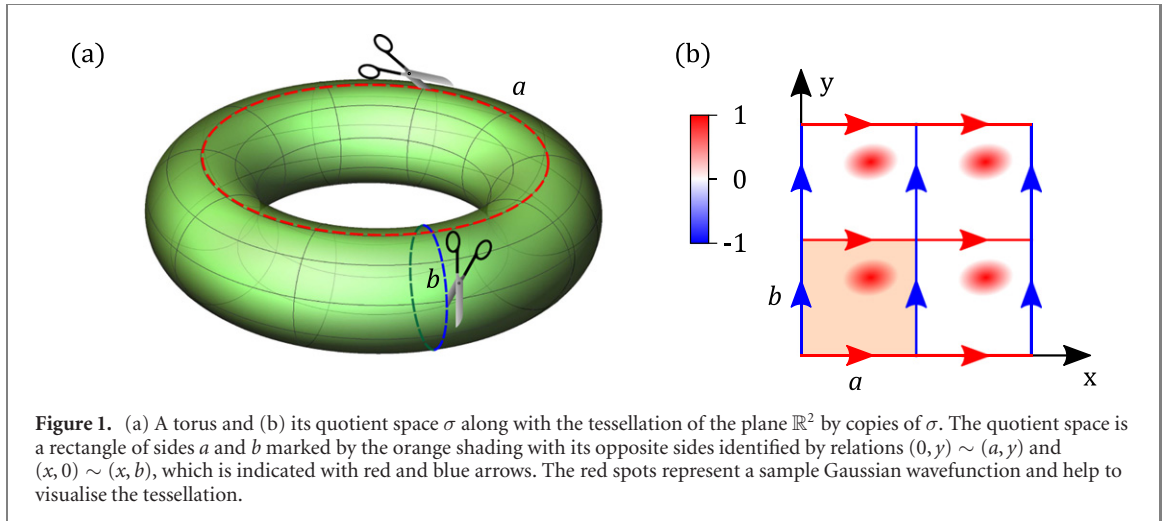 (a)
a
b
(b)
1
0
-1
y
b
a
x
Figure 1. (a) A torus and (b) its quotient space σ along with the tessellation of the plane ℝ² by copies of σ. The quotient space is
a rectangle of sides a and b marked by the orange shading with its opposite sides identified by relations (0, y) ∼ (a, y) and
(x, 0) ∼ (x, b), which is indicated with red and blue arrows. The red spots represent a sample Gaussian wavefunction and help to
visualise the tessellation.